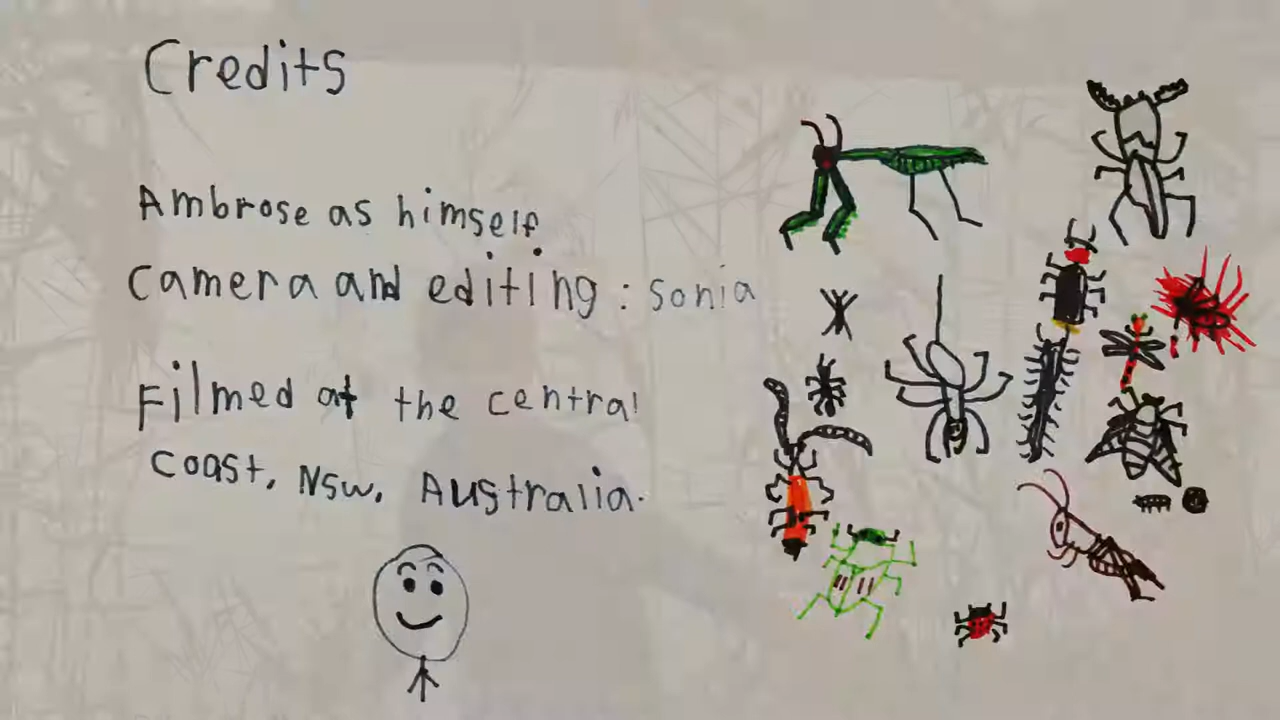 Credits
Ambrose as himself.
Camera and editing : sonia
Filmed at the central
coast, Nsw, Australia.